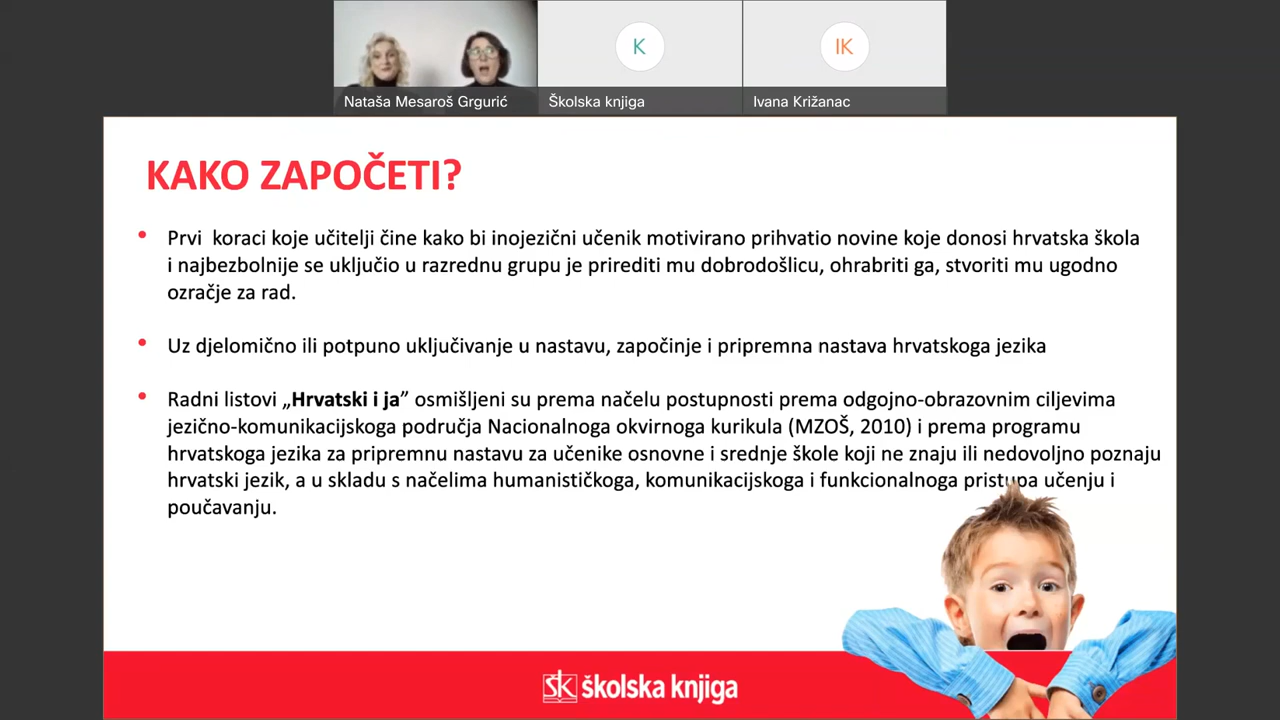 Nataša Mesaroš Grgurić
K
Školska knjiga
IK
Ivana Križanac
KAKO ZAPOČETI?
• Prvi koraci koje učitelji čine kako bi inojezični učenik motivirano prihvatio novine koje donosi hrvatska škola
i najbezbolnije se uključio u razrednu grupu je prirediti mu dobrodošlicu, ohrabriti ga, stvoriti mu ugodno
ozračje za rad.
• Uz djelomično ili potpuno uključivanje u nastavu, započinje i pripremna nastava hrvatskoga jezika
• Radni listovi „Hrvatski i ja” osmišljeni su prema načelu postupnosti prema odgojno-obrazovnim ciljevima
jezično-komunikacijskoga područja Nacionalnoga okvirnoga kurikula (MZOŠ, 2010) i prema programu
hrvatskoga jezika za pripremnu nastavu za učenike osnovne i srednje škole koji ne znaju ili nedovoljno poznaju
hrvatski jezik, a u skladu s načelima humanističkoga, komunikacijskoga i funkcionalnoga pristupa učenju i
poučavanju.
ŠK školska knjiga